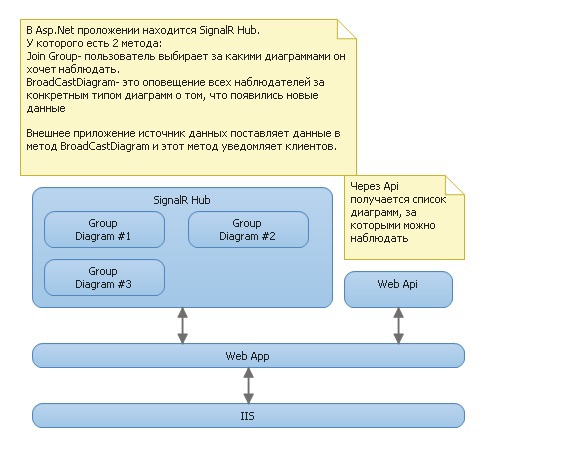 В Asp.Net проложении находится SignalR Hub.
У которого есть 2 метода:
Join Group- пользователь выбирает за какими диаграммами он
хочет наблюдать.
BroadCastDiagram- это оповещение всех наблюдателей за
конкретным типом диаграмм о том, что появились новые
данные
Внешнее приложение источник данных поставляет данные в
метод BroadCastDiagram и этот метод уведомляет клиентов.
Через Api
получается список
диаграмм, за
которыми можно
наблюдать
SignalR Hub
Group
Diagram #1
Group
Diagram #2
Group
Diagram #3
Web Api
Web App
IIS